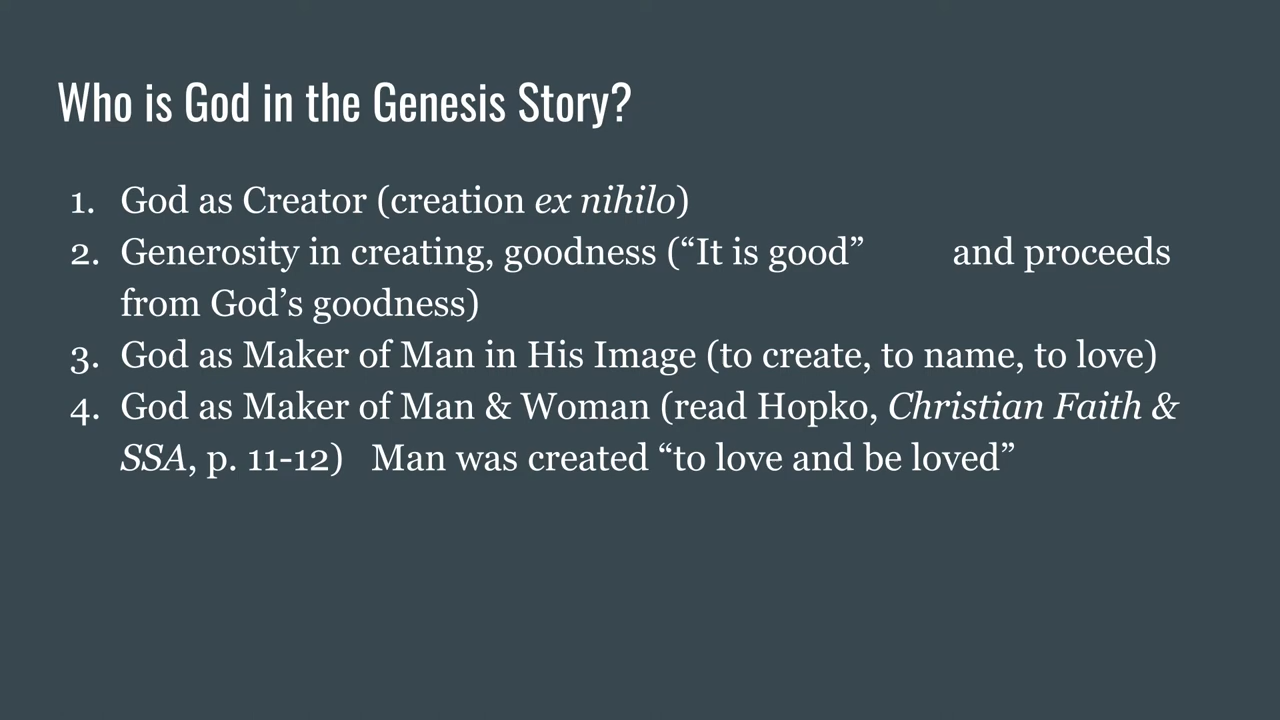 Who is God in the Genesis Story?
1. God as Creator (creation ex nihilo)
2. Generosity in creating, goodness (“It is good” and proceeds
from God’s goodness)
3. God as Maker of Man in His Image (to create, to name, to love)
4. God as Maker of Man & Woman (read Hopko, Christian Faith &
SSA, p. 11-12) Man was created “to love and be loved”